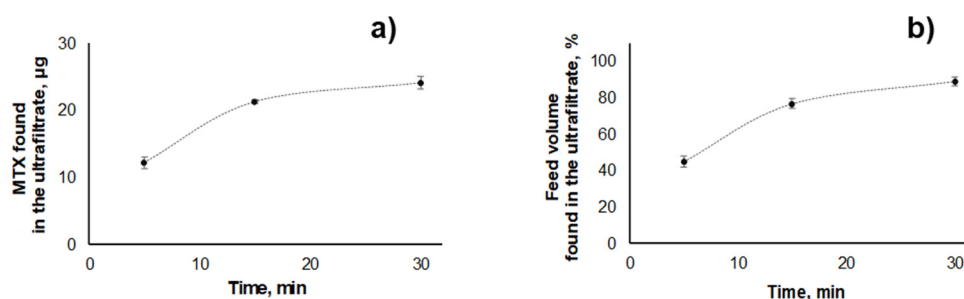 a)
MTX found
in the ultrafiltrate, µg
30
20
10
0
0 10 20 30
Time, min
b)
Feed volume
found in the ultrafiltrate, %
100
80
60
40
20
0
0 10 20 30
Time, min